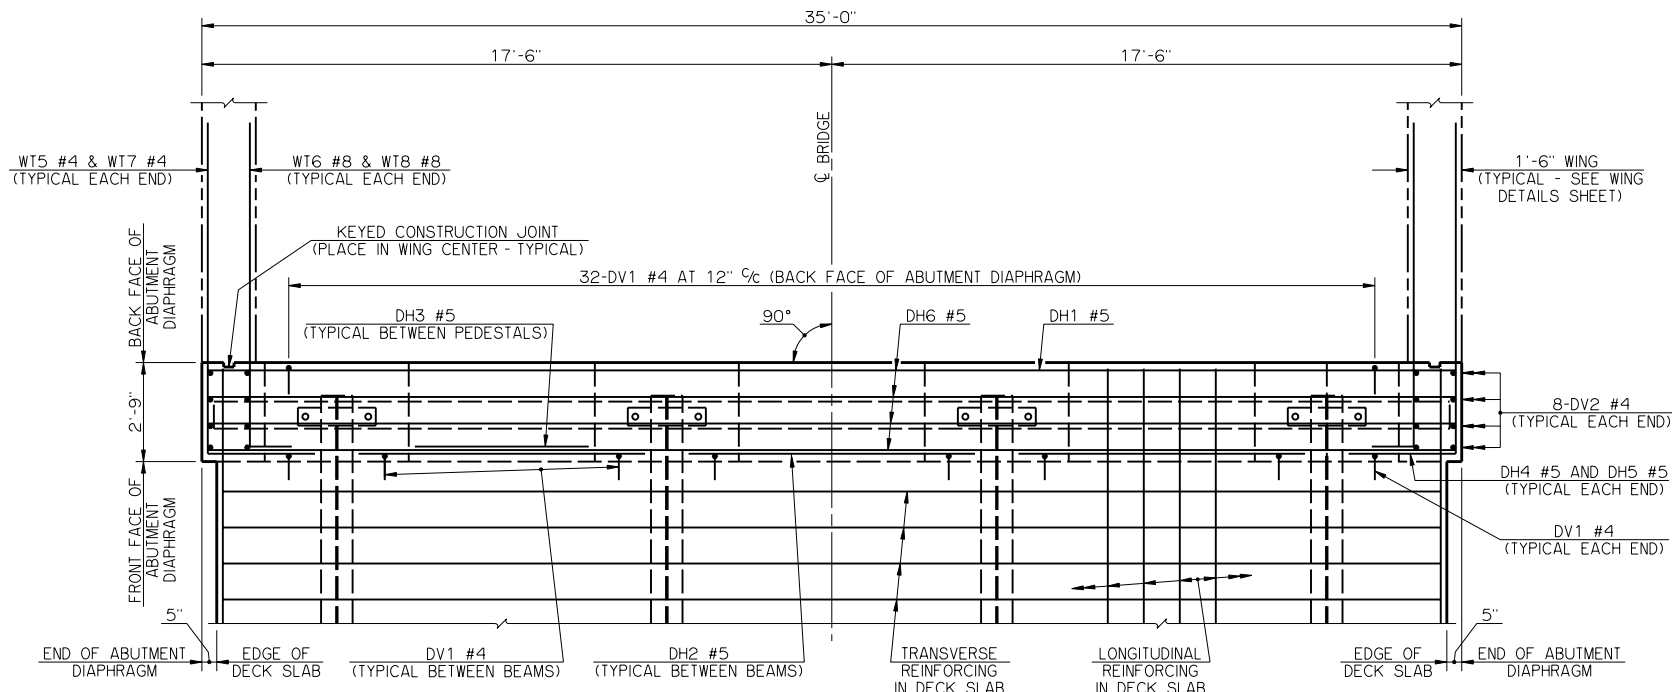 35'-0"
17'-6"
17'-6"
℄ BRIDGE
WT5 #4 & WT7 #4
(TYPICAL EACH END)
WT6 #8 & WT8 #8
(TYPICAL EACH END)
1'-6" WING
(TYPICAL - SEE WING
DETAILS SHEET)
BACK FACE OF
ABUTMENT
DIAPHRAGM
KEYED CONSTRUCTION JOINT
(PLACE IN WING CENTER - TYPICAL)
32-DV1 #4 AT 12" C/c (BACK FACE OF ABUTMENT DIAPHRAGM)
DH3 #5
(TYPICAL BETWEEN PEDESTALS)
90°
DH6 #5
DH1 #5
2'-9"
8-DV2 #4
(TYPICAL EACH END)
DH4 #5 AND DH5 #5
(TYPICAL EACH END)
FRONT FACE OF
ABUTMENT
DIAPHRAGM
DV1 #4
(TYPICAL EACH END)
5"
5"
END OF ABUTMENT
DIAPHRAGM
EDGE OF
DECK SLAB
DV1 #4
(TYPICAL BETWEEN BEAMS)
DH2 #5
(TYPICAL BETWEEN BEAMS)
TRANSVERSE
REINFORCING
IN DECK SLAB
LONGITUDINAL
REINFORCING
IN DECK SLAB
EDGE OF
DECK SLAB
END OF ABUTMENT
DIAPHRAGM